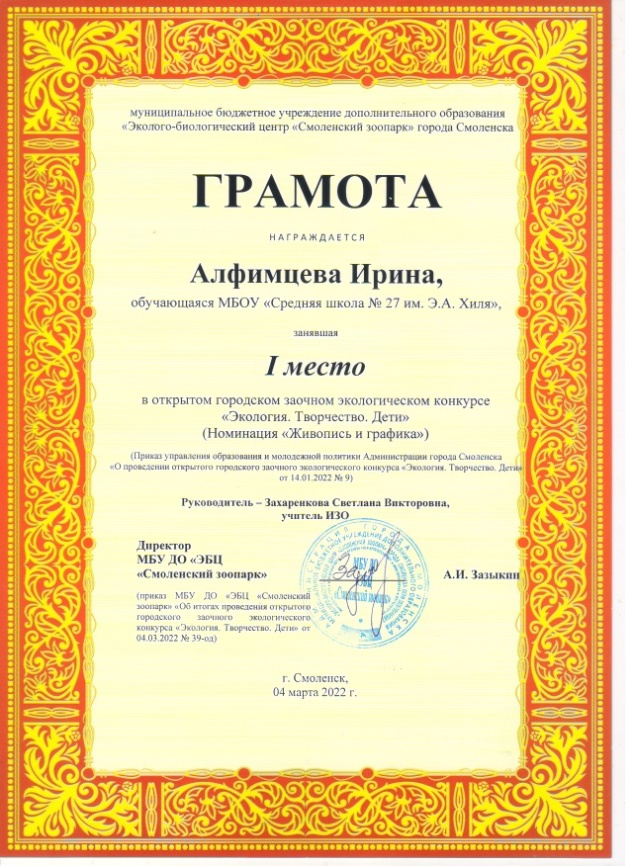 муниципальное бюджетное учреждение дополнительного образования
«Эколого-биологический центр «Смоленский зоопарк» города Смоленска
ГРАМОТА
НАГРАЖДАЕТСЯ
Алфимцева Ирина,
обучающаяся МБОУ «Средняя школа № 27 им. Э.А. Хиля»,
занявшая
I место
в открытом городском заочном экологическом конкурсе
«Экология. Творчество. Дети»
(Номинация «Живопись и графика»)
(Приказ управления образования и молодежной политики Администрации города Смоленска
«О проведении открытого городского заочного экологического конкурса «Экология. Творчество. Дети»
от 14.01.2022 № 9)
Руководитель – Захаренкова Светлана Викторовна,
учитель ИЗО
Директор
МБУ ДО «ЭБЦ
«Смоленский зоопарк»
А.И. Зазыкин
(приказ МБУ ДО «ЭБЦ «Смоленский
зоопарк» «Об итогах проведения открытого
городского заочного экологического
конкурса «Экология. Творчество. Дети» от
04.03.2022 № 39-од)
МБУ ДО
г. Смоленск,
04 марта 2022 г.